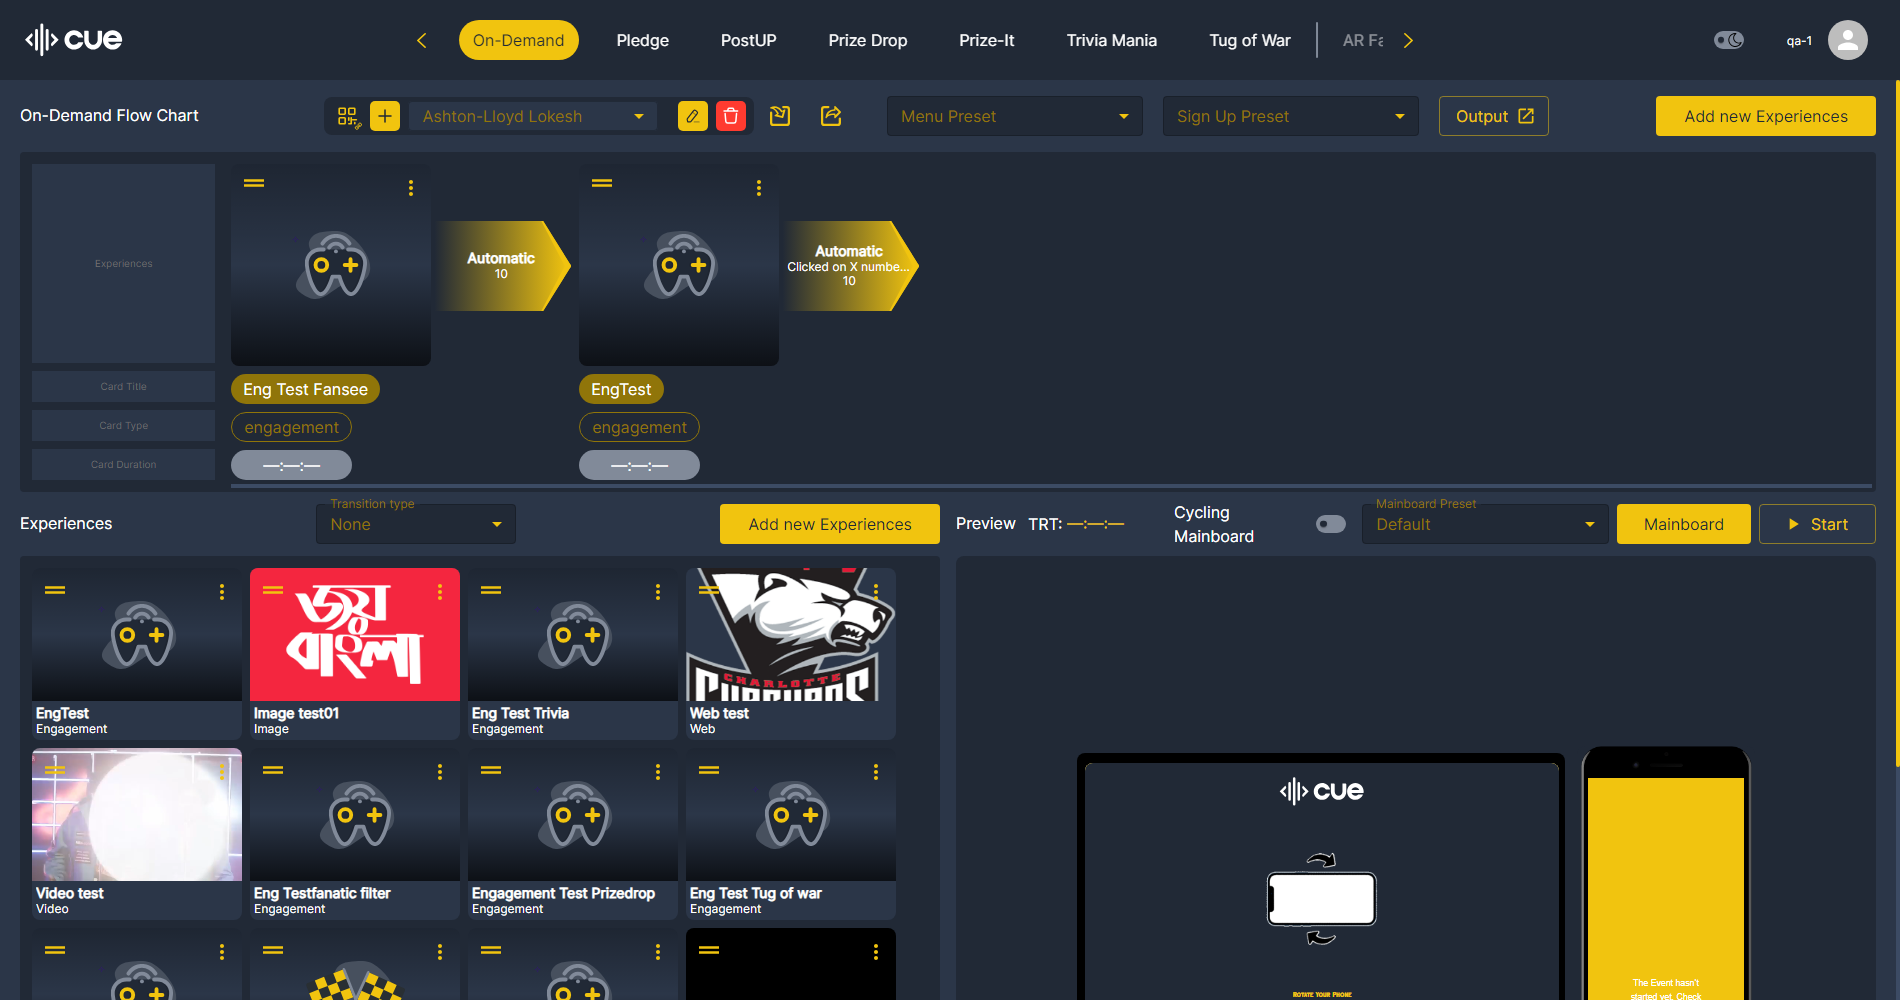 cue
On-Demand
Pledge
PostUP
Prize Drop
Prize-It
Trivia Mania
Tug of War
AR Fa
qa-1
On-Demand Flow Chart
Ashton-Lloyd Lokesh
Menu Preset
Sign Up Preset
Output
Add new Experiences
Experiences
Automatic
10
Automatic
Clicked on X numbe...
10
Card Title
Eng Test Fansee
EngTest
Card Type
engagement
engagement
Card Duration
—:—:—
—:—:—
Experiences
Transition type
None
Add new Experiences
Preview
TRT: —:—:—
Cycling
Mainboard
Mainboard Preset
Default
Mainboard
Start
জয়
বাংলা
CHARLOTTE
EngTest
Engagement
Image test01
Image
Eng Test Trivia
Engagement
Web test
Web
Video test
Video
Eng Testfanatic filter
Engagement
Engagement Test Prizedrop
Engagement
Eng Test Tug of war
Engagement
cue
Rotate Your Phone
The Event hasn't
started yet. Check